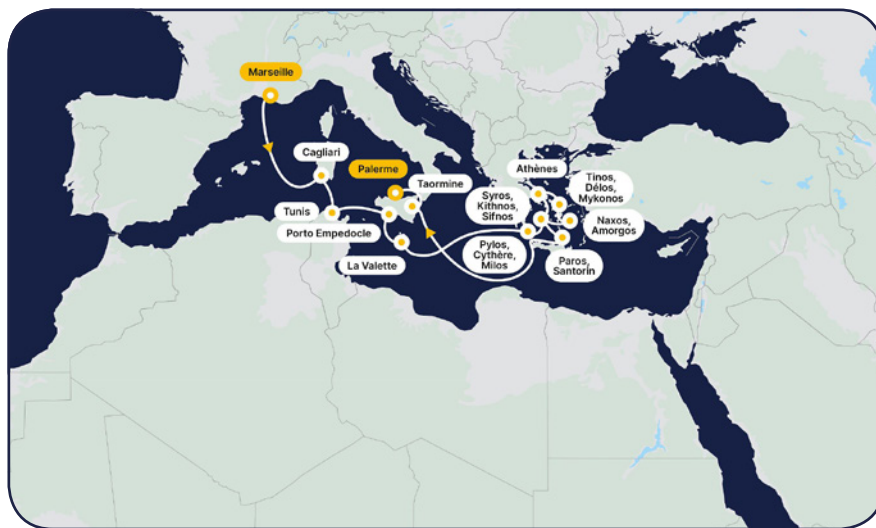 Marseille
Cagliari
Palerme
Taormine
Tunis
Porto Empedocle
La Valette
Athènes
Tinos,
Délos,
Mykonos
Syros,
Kithnos,
Sifnos
Naxos,
Amorgos
Pylos,
Cythère,
Milos
Paros,
Santorin